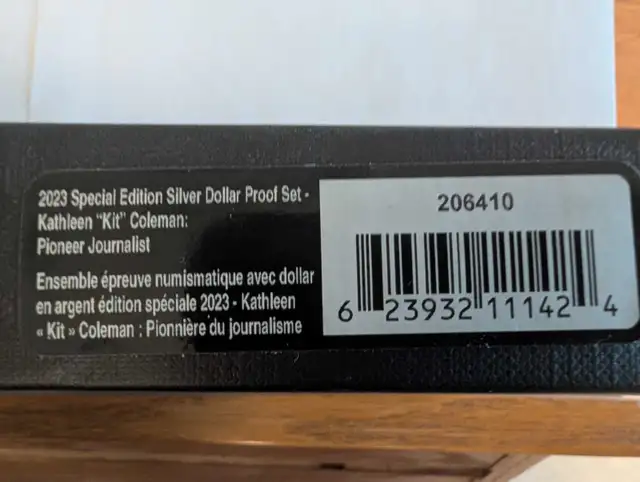 2023 Special Edition Silver Dollar Proof Set -
Kathleen "Kit" Coleman:
Pioneer Journalist
Ensemble épreuve numismatique avec dollar
en argent édition spéciale 2023 - Kathleen
« Kit » Coleman : Pionnière du journalisme
206410
6 23932 11142 4